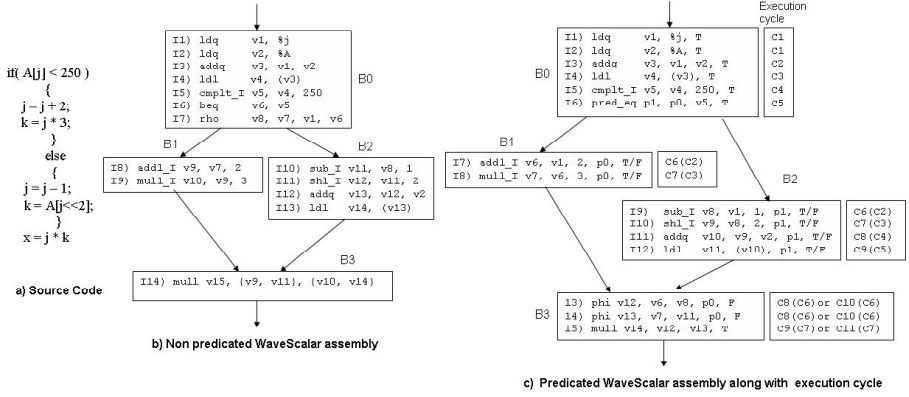 if( A[j] < 250 )
{
j – j + 2;
k = j * 3;
}
else
{
j = j – 1;
k = A[j<<2];
}
x = j * k
a) Source Code
I1) ldq v1, %j
I2) ldq v2, %A
I3) addq v3, v1, v2
I4) ldl v4, (v3)
I5) cmplt_I v5, v4, 250
I6) beq v6, v5
I7) rho v8, v7, v1, v6
B0
B1
I8) addl_I v9, v7, 2
I9) mull_I v10, v9, 3
B2
I10) sub_I v11, v8, 1
I11) shl_I v12, v11, 2
I12) addq v13, v12, v2
I13) ldl v14, (v13)
B3
I14) mull v15, (v9, v11), (v10, v14)
b) Non predicated WaveScalar assembly
Execution cycle
B0
I1) ldq v1, %j, T
I2) ldq v2, %A, T
I3) addq v3, v1, v2, T
I4) ldl v4, (v3), T
I5) cmplt_I v5, v4, 250, T
I6) pred_eq p1, p0, v5, T
C1
C1
C2
C3
C4
C5
B1
I7) addl_I v6, v1, 2, p0, T/F
I8) mull_I v7, v6, 3, p0, T/F
C6(C2)
C7(C3)
B2
I9) sub_I v8, v1, 1, p1, T/F
I10) shl_I v9, v8, 2, p1, T/F
I11) addq v10, v9, v2, p1, T/F
I12) ldl v11, (v10), p1, T/F
C6(C2)
C7(C3)
C8(C4)
C9(C5)
B3
13) phi v12, v6, v8, p0, F
14) phi v13, v7, v11, p0, F
15) mull v14, v12, v13, T
C8(C6) or C10(C6)
C8(C6) or C10(C6)
C9(C7) or C11(C7)
c) Predicated WaveScalar assembly along with execution cycle